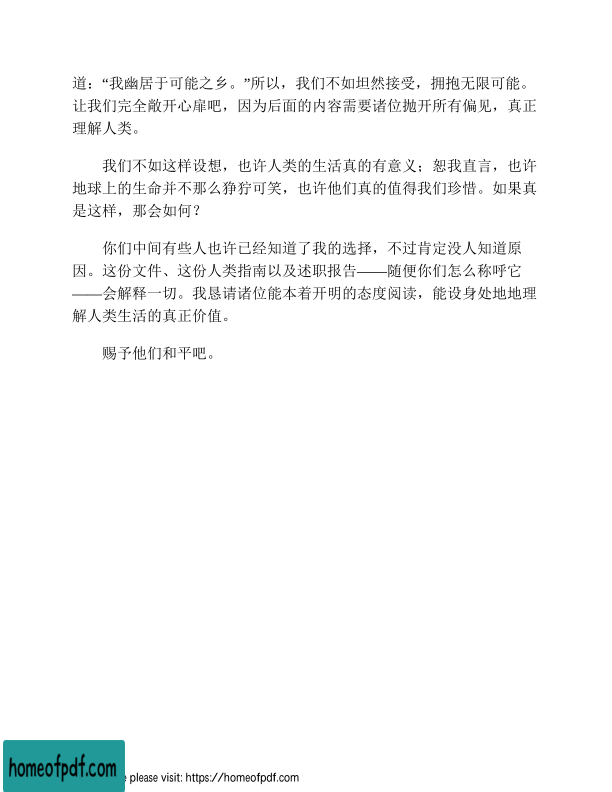 道：“我幽居于可能之乡。”所以，我们不如坦然接受，拥抱无限可能。
让我们完全敞开心扉吧，因为后面的内容需要诸位抛开所有偏见，真正
理解人类。
我们不如这样设想，也许人类的生活真的有意义；恕我直言，也许
地球上的生命并不那么狰狞可笑，也许他们真的值得我们珍惜。如果真
是这样，那会如何？
你们中间有些人也许已经知道了我的选择，不过肯定没人知道原
因。这份文件、这份人类指南以及述职报告——随便你们怎么称呼它
——会解释一切。我恳请诸位能本着开明的态度阅读，能设身处地地理
解人类生活的真正价值。
赐予他们和平吧。
homeofpdf.com
please visit: https://homeofpdf.com